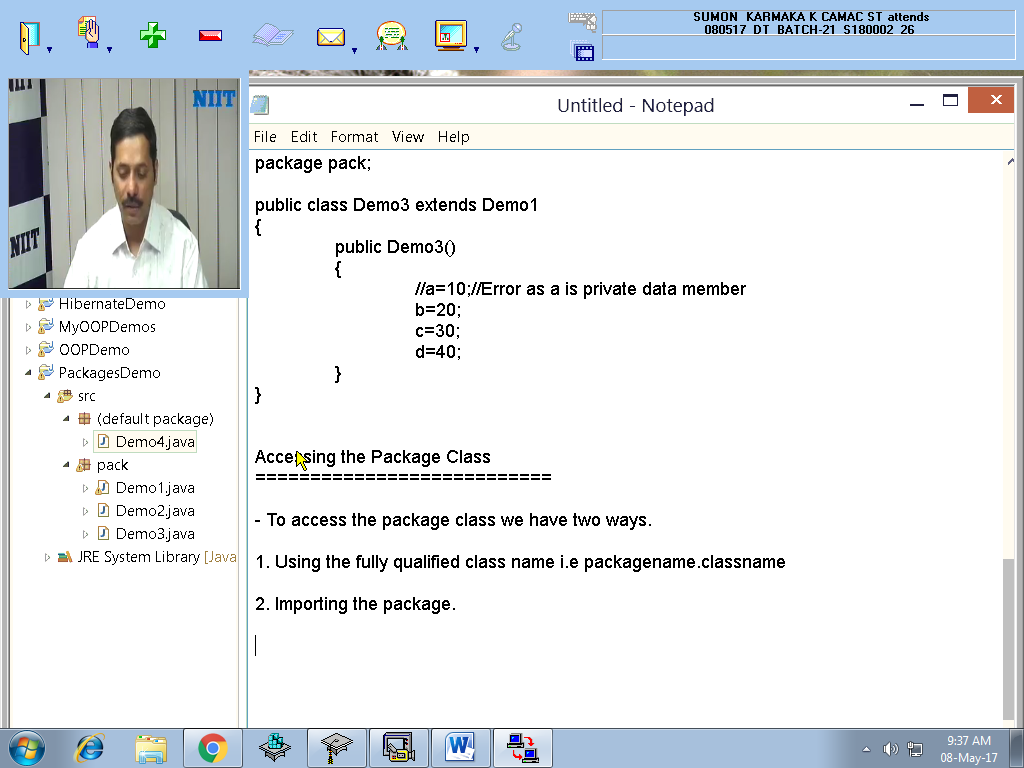 SUMON KARMAKA K CAMAC ST attends
080517 DT BATCH-21 S180002 26
NIIT
NIIT
NIIT
Untitled - Notepad
File Edit Format View Help
package pack;
public class Demo3 extends Demo1
{
public Demo3()
{
//a=10;//Error as a is private data member
b=20;
c=30;
d=40;
}
}
Accessing the Package Class
===========================
- To access the package class we have two ways.
1. Using the fully qualified class name i.e packagename.classname
2. Importing the package.
HibernateDemo
MyOOPDemos
OOPDemo
PackagesDemo
src
(default package)
Demo4.java
pack
Demo1.java
Demo2.java
Demo3.java
JRE System Library [Java
9:37 AM
08-May-17